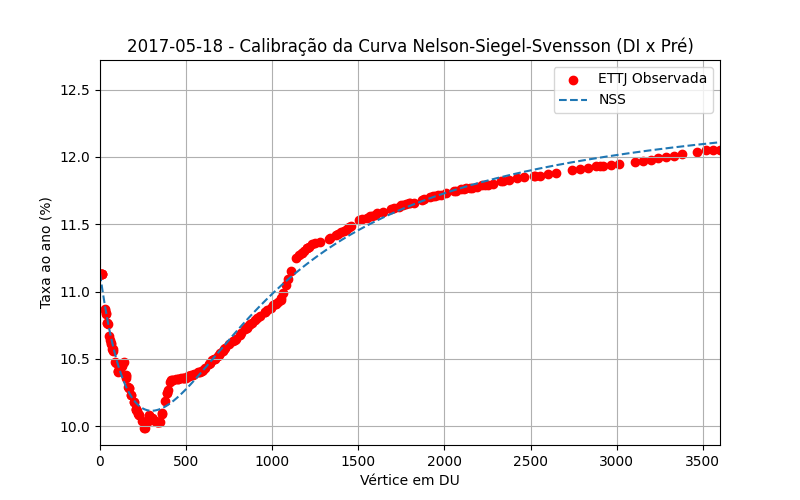 2017-05-18 - Calibração da Curva Nelson-Siegel-Svensson (DI x Pré)
ETTJ Observada
NSS
12.5
12.0
11.5
11.0
10.5
10.0
Taxa ao ano (%)
0 500 1000 1500 2000 2500 3000 3500
Vértice em DU